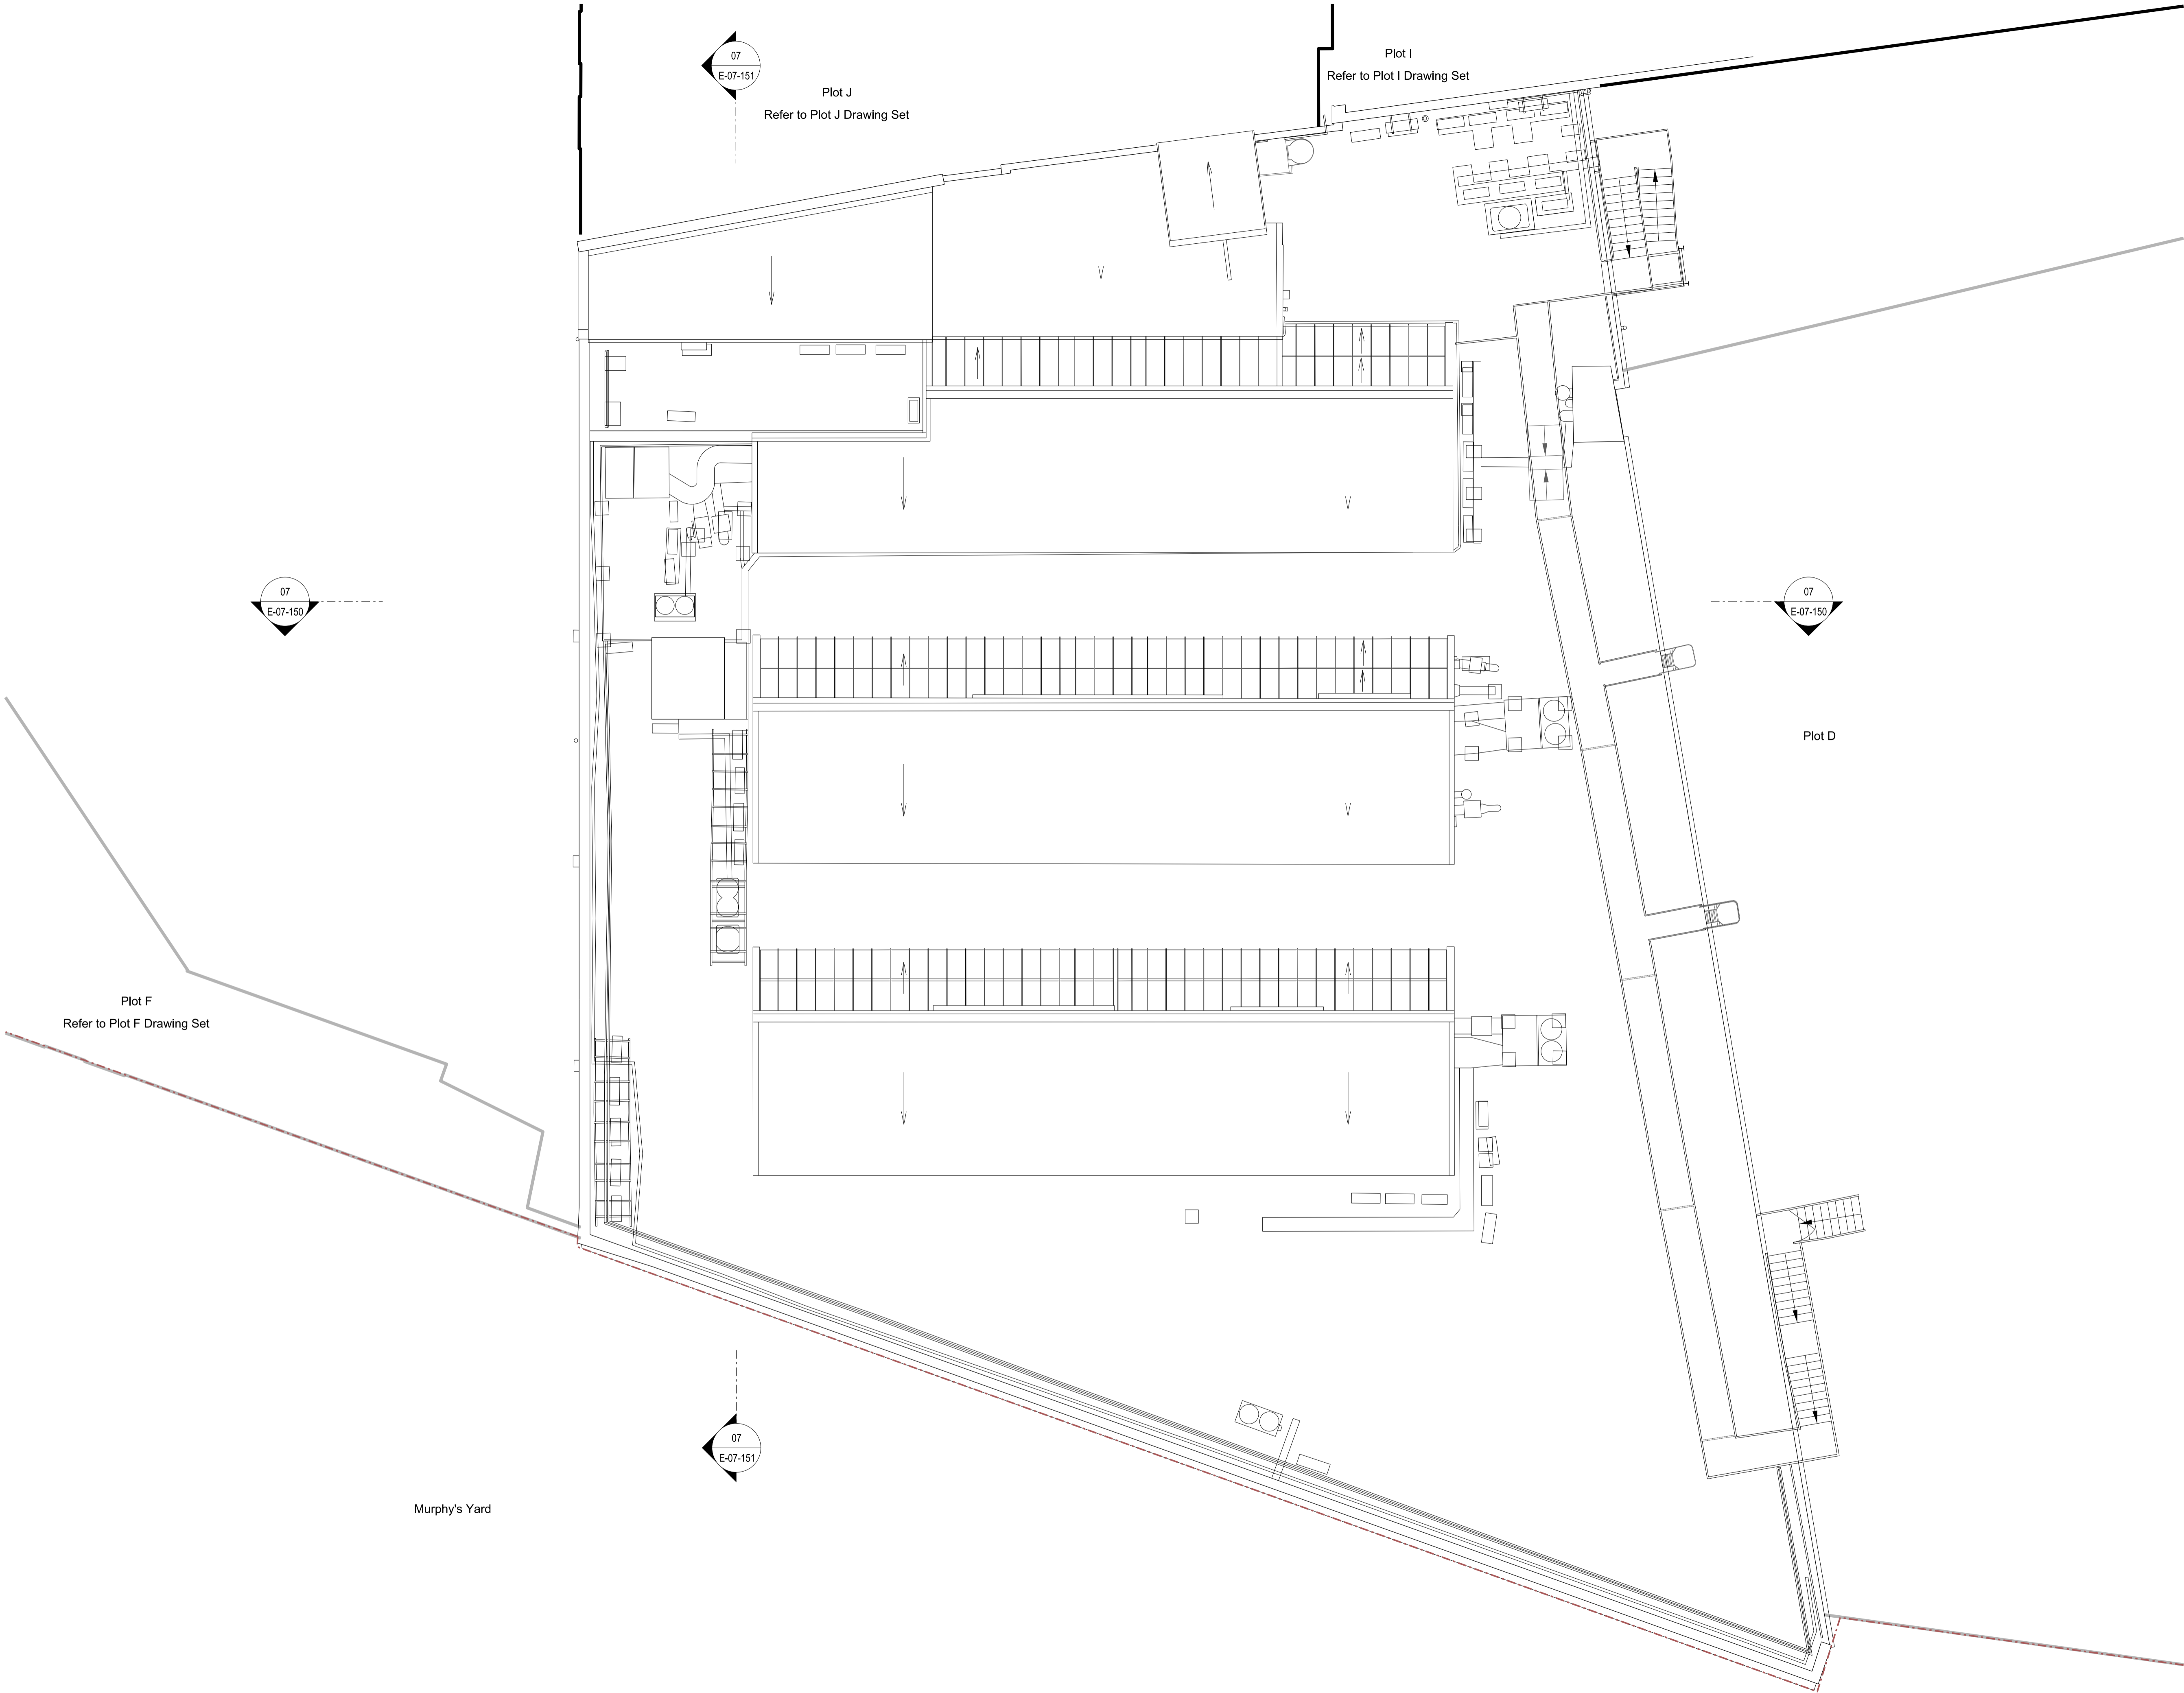 Plot I
Refer to Plot I Drawing Set
07
E-07-151
Plot J
Refer to Plot J Drawing Set
07
E-07-150
07
E-07-150
Plot D
Plot F
Refer to Plot F Drawing Set
07
E-07-151
Murphy's Yard